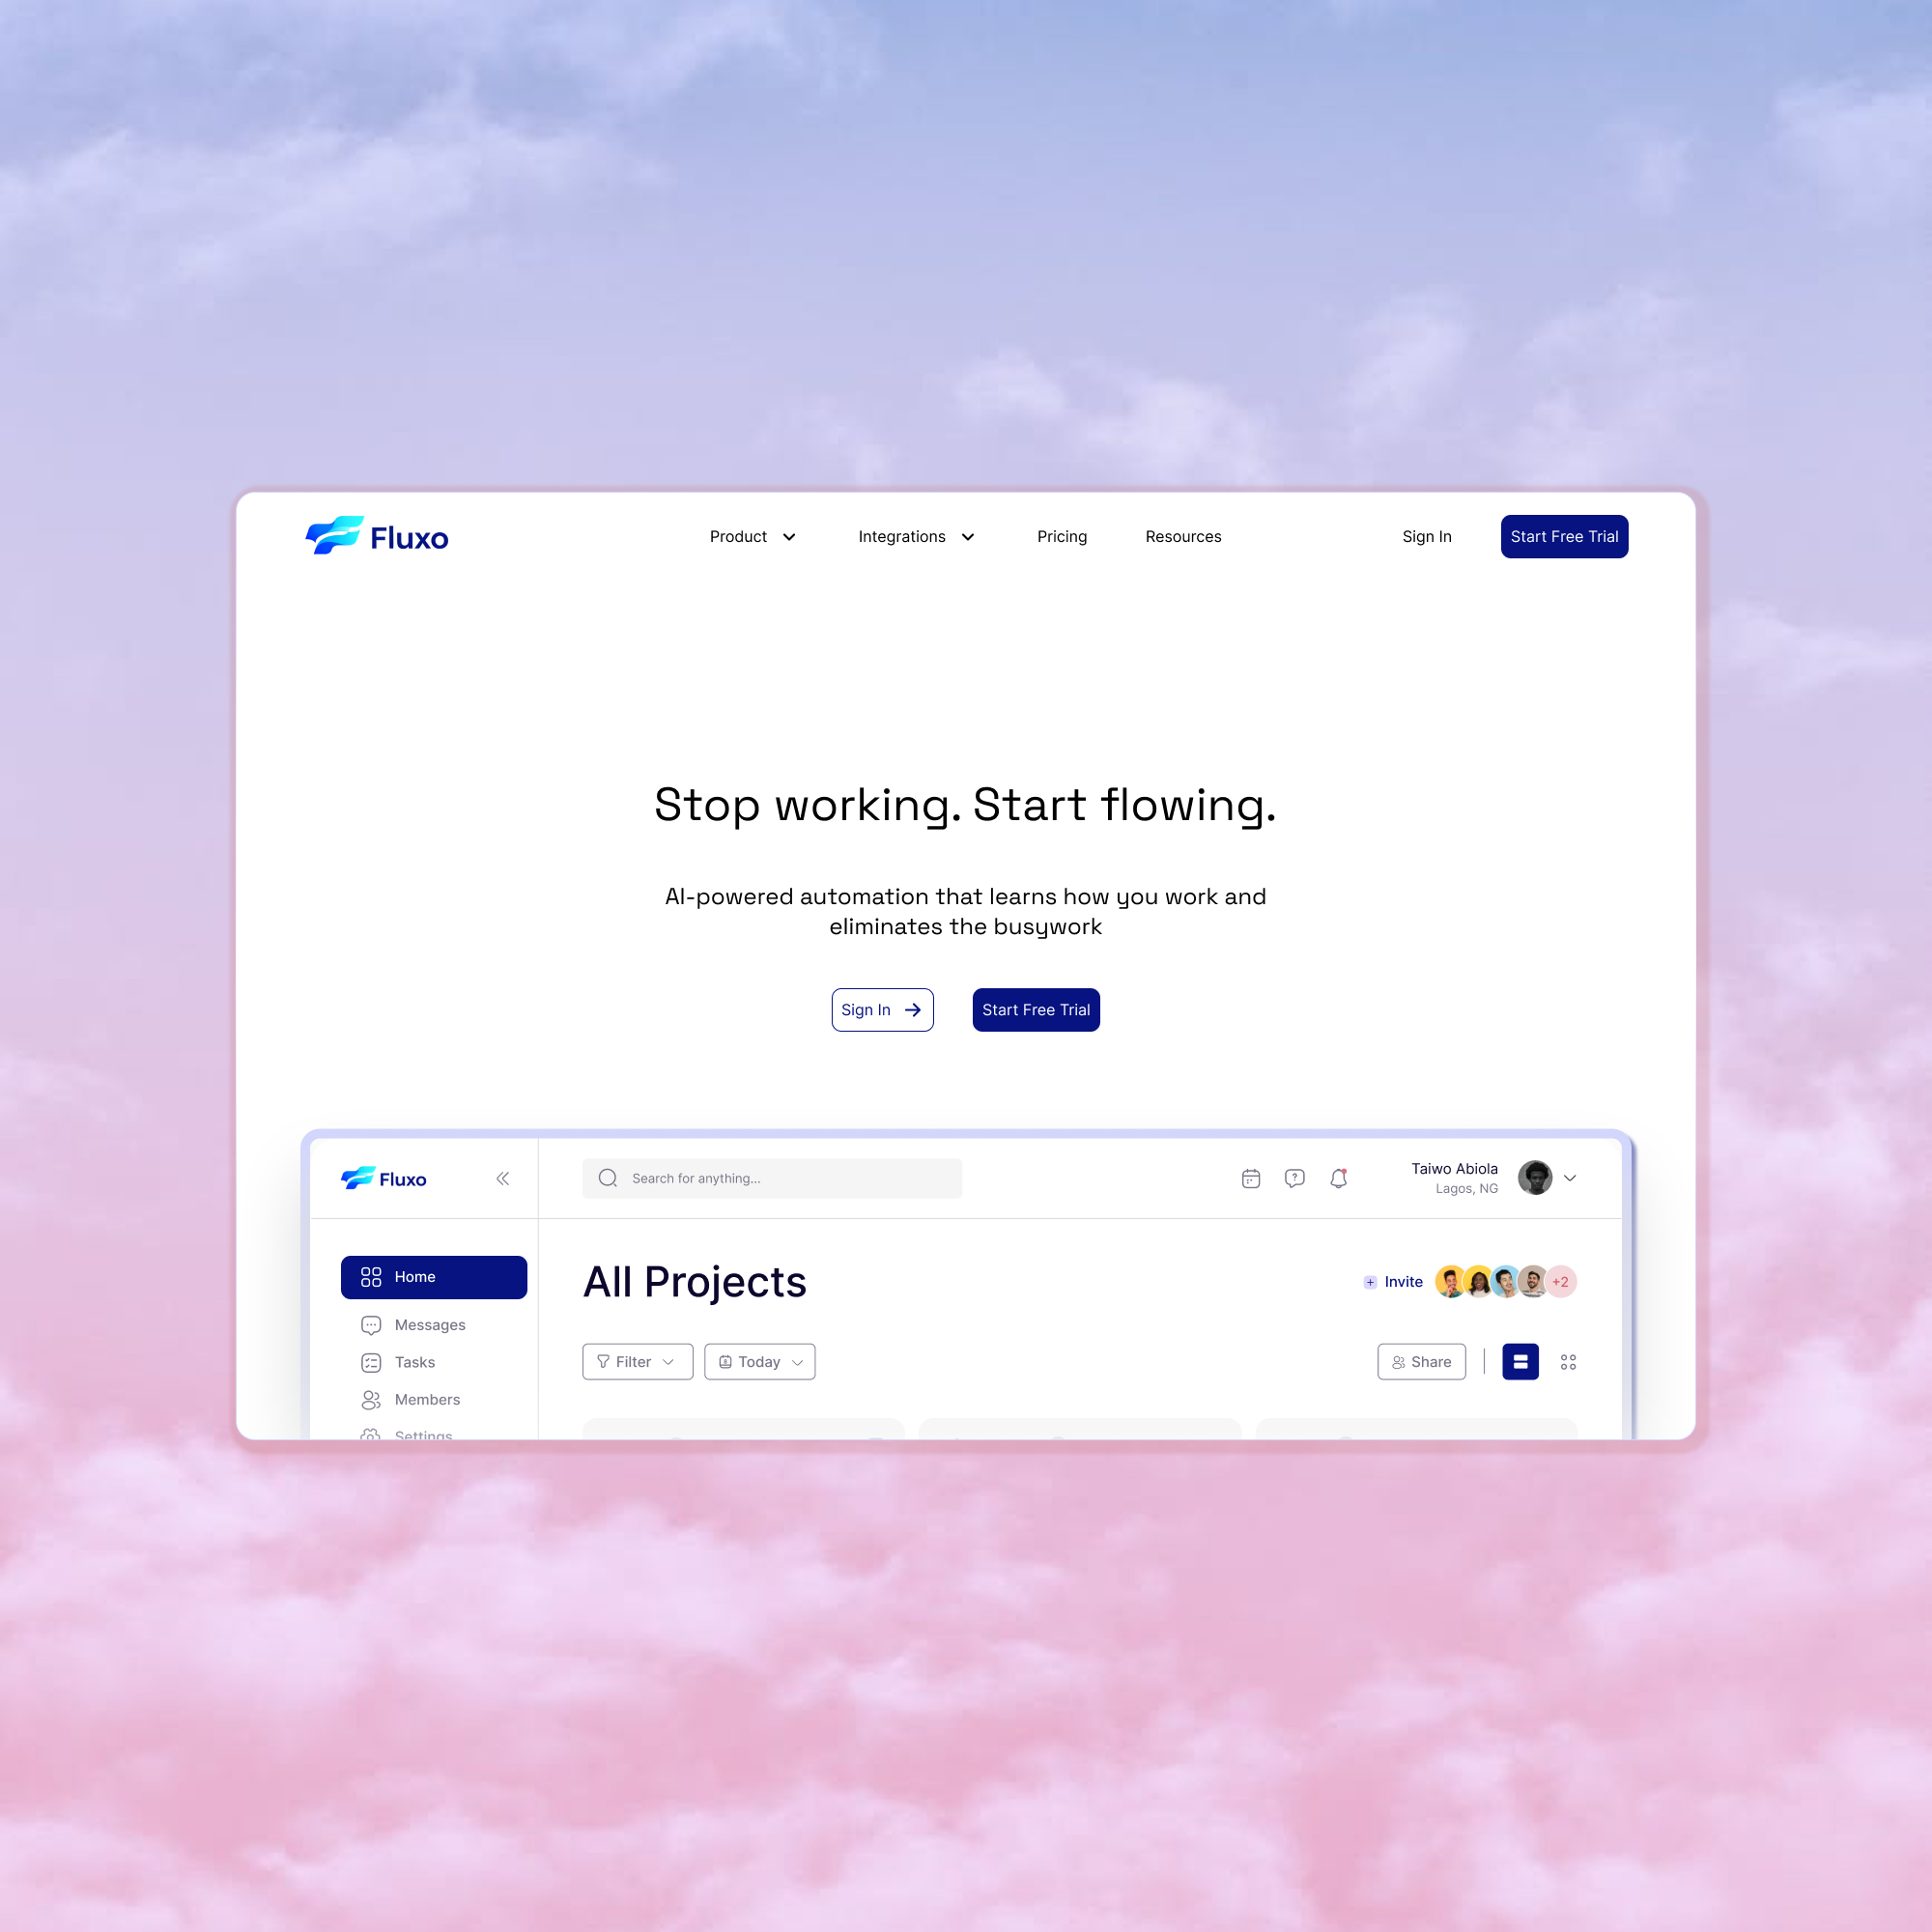 Fluxo
Product
Integrations
Pricing
Resources
Sign In
Start Free Trial
Stop working. Start flowing.
AI-powered automation that learns how you work and
eliminates the busywork
Sign In
Start Free Trial
Fluxo
Search for anything...
Taiwo Abiola
Lagos, NG
Home
All Projects
+ Invite
+2
Messages
Tasks
Filter
Today
Share
Members
Settings